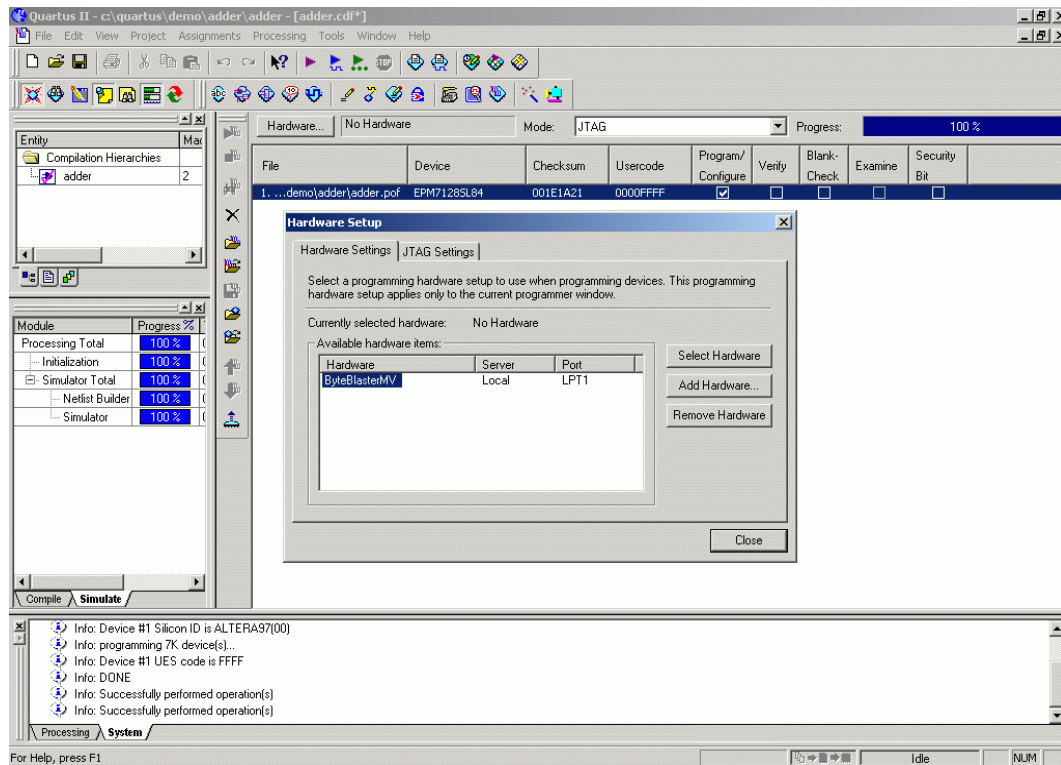 Quartus II - c:\quartus\demo\adder\adder - [adder.cdf*]
File Edit View Project Assignments Processing Tools Window Help
Entity Mac
Compilation Hierarchies
adder 2
Hardware... No Hardware Mode: JTAG Progress: 100 %
File Device Checksum Usercode Program/ Configure Verify Blank- Check Examine Security Bit
1. ...demo\adder\adder.pof EPM7128SL84 001E1A21 0000FFFF
Hardware Setup
Hardware Settings JTAG Settings
Select a programming hardware setup to use when programming devices. This programming
hardware setup applies only to the current programmer window.
Currently selected hardware: No Hardware
Available hardware items:
Hardware Server Port
ByteBlasterMV Local LPT1
Select Hardware
Add Hardware...
Remove Hardware
Close
Module Progress %
Processing Total 100 %
Initialization 100 %
Simulator Total 100 %
Netlist Builder 100 %
Simulator 100 %
Compile Simulate
Info: Device #1 Silicon ID is ALTERA97(00)
Info: programming 7K device(s)...
Info: Device #1 UES code is FFFF
Info: DONE
Info: Successfully performed operation(s)
Info: Successfully performed operation(s)
Processing System
For Help, press F1 Idle NUM